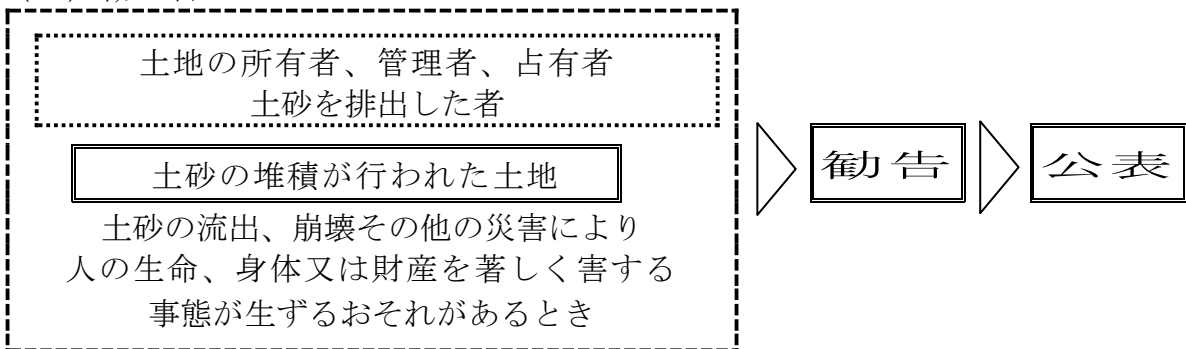 土地の所有者、管理者、占有者
土砂を排出した者
土砂の堆積が行われた土地
土砂の流出、崩壊その他の災害により
人の生命、身体又は財産を著しく害する
事態が生ずるおそれがあるとき
勧告
公表